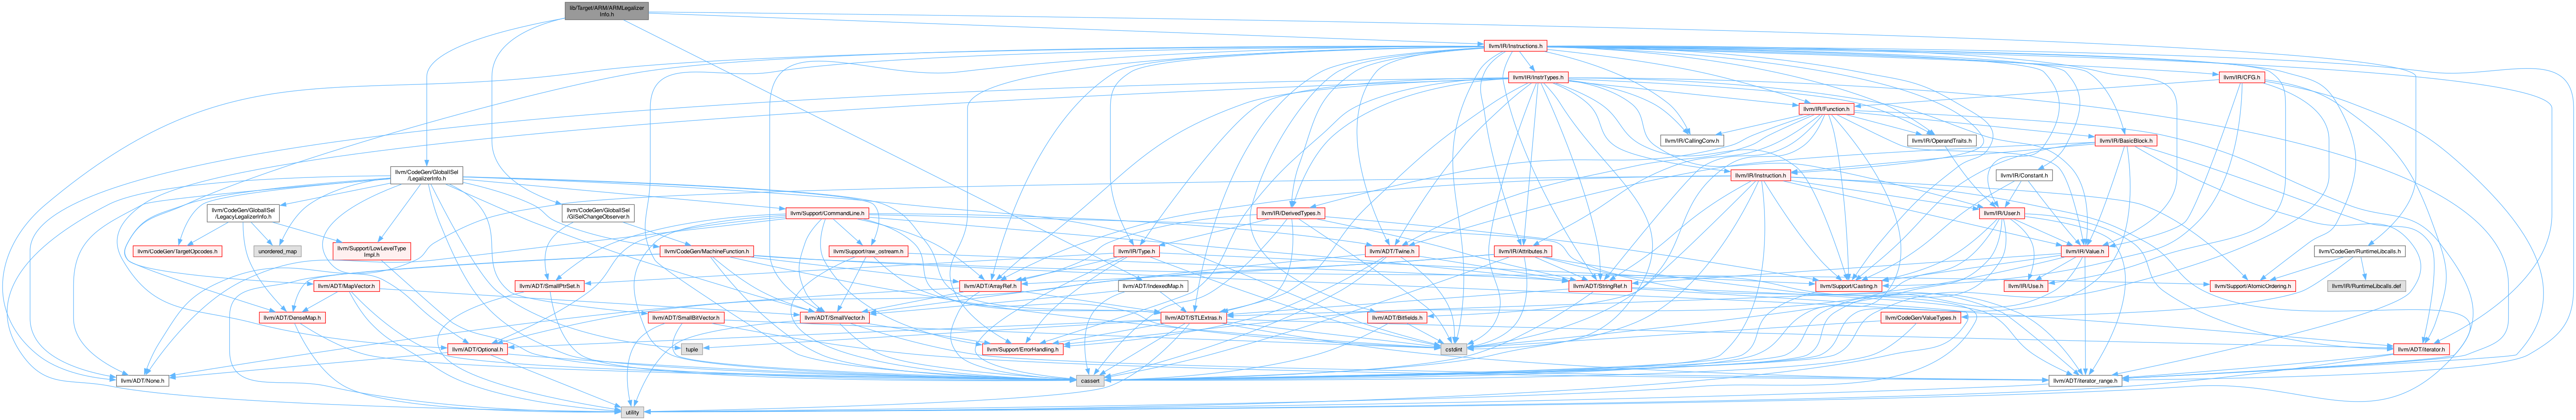 lib/Target/ARM/ARMLegalizer
Info.h
llvm/IR/Instructions.h
llvm/IR/InstrTypes.h
llvm/IR/CFG.h
llvm/IR/Function.h
llvm/IR/CallingConv.h
llvm/IR/OperandTraits.h
llvm/IR/BasicBlock.h
llvm/CodeGen/GlobalISel
/LegalizerInfo.h
llvm/IR/Instruction.h
llvm/IR/Constant.h
llvm/CodeGen/GlobalISel
/LegacyLegalizerInfo.h
llvm/Support/CommandLine.h
llvm/CodeGen/GlobalISel
/GISelChangeObserver.h
llvm/IR/DerivedTypes.h
llvm/IR/User.h
llvm/CodeGen/TargetOpcodes.h
unordered_map
llvm/Support/LowLevelType
Impl.h
llvm/CodeGen/MachineFunction.h
llvm/Support/raw_ostream.h
llvm/IR/Type.h
llvm/ADT/Twine.h
llvm/IR/Attributes.h
llvm/IR/Value.h
llvm/CodeGen/RuntimeLibcalls.h
llvm/ADT/MapVector.h
llvm/ADT/SmallPtrSet.h
llvm/ADT/ArrayRef.h
llvm/ADT/IndexedMap.h
llvm/ADT/StringRef.h
llvm/Support/Casting.h
llvm/IR/Use.h
llvm/Support/AtomicOrdering.h
llvm/IR/RuntimeLibcalls.def
llvm/ADT/DenseMap.h
llvm/ADT/SmallBitVector.h
llvm/ADT/SmallVector.h
llvm/ADT/STLExtras.h
llvm/ADT/Bitfields.h
llvm/CodeGen/ValueTypes.h
llvm/ADT/Optional.h
tuple
llvm/Support/ErrorHandling.h
cstdint
llvm/ADT/iterator.h
llvm/ADT/None.h
cassert
llvm/ADT/iterator_range.h
utility